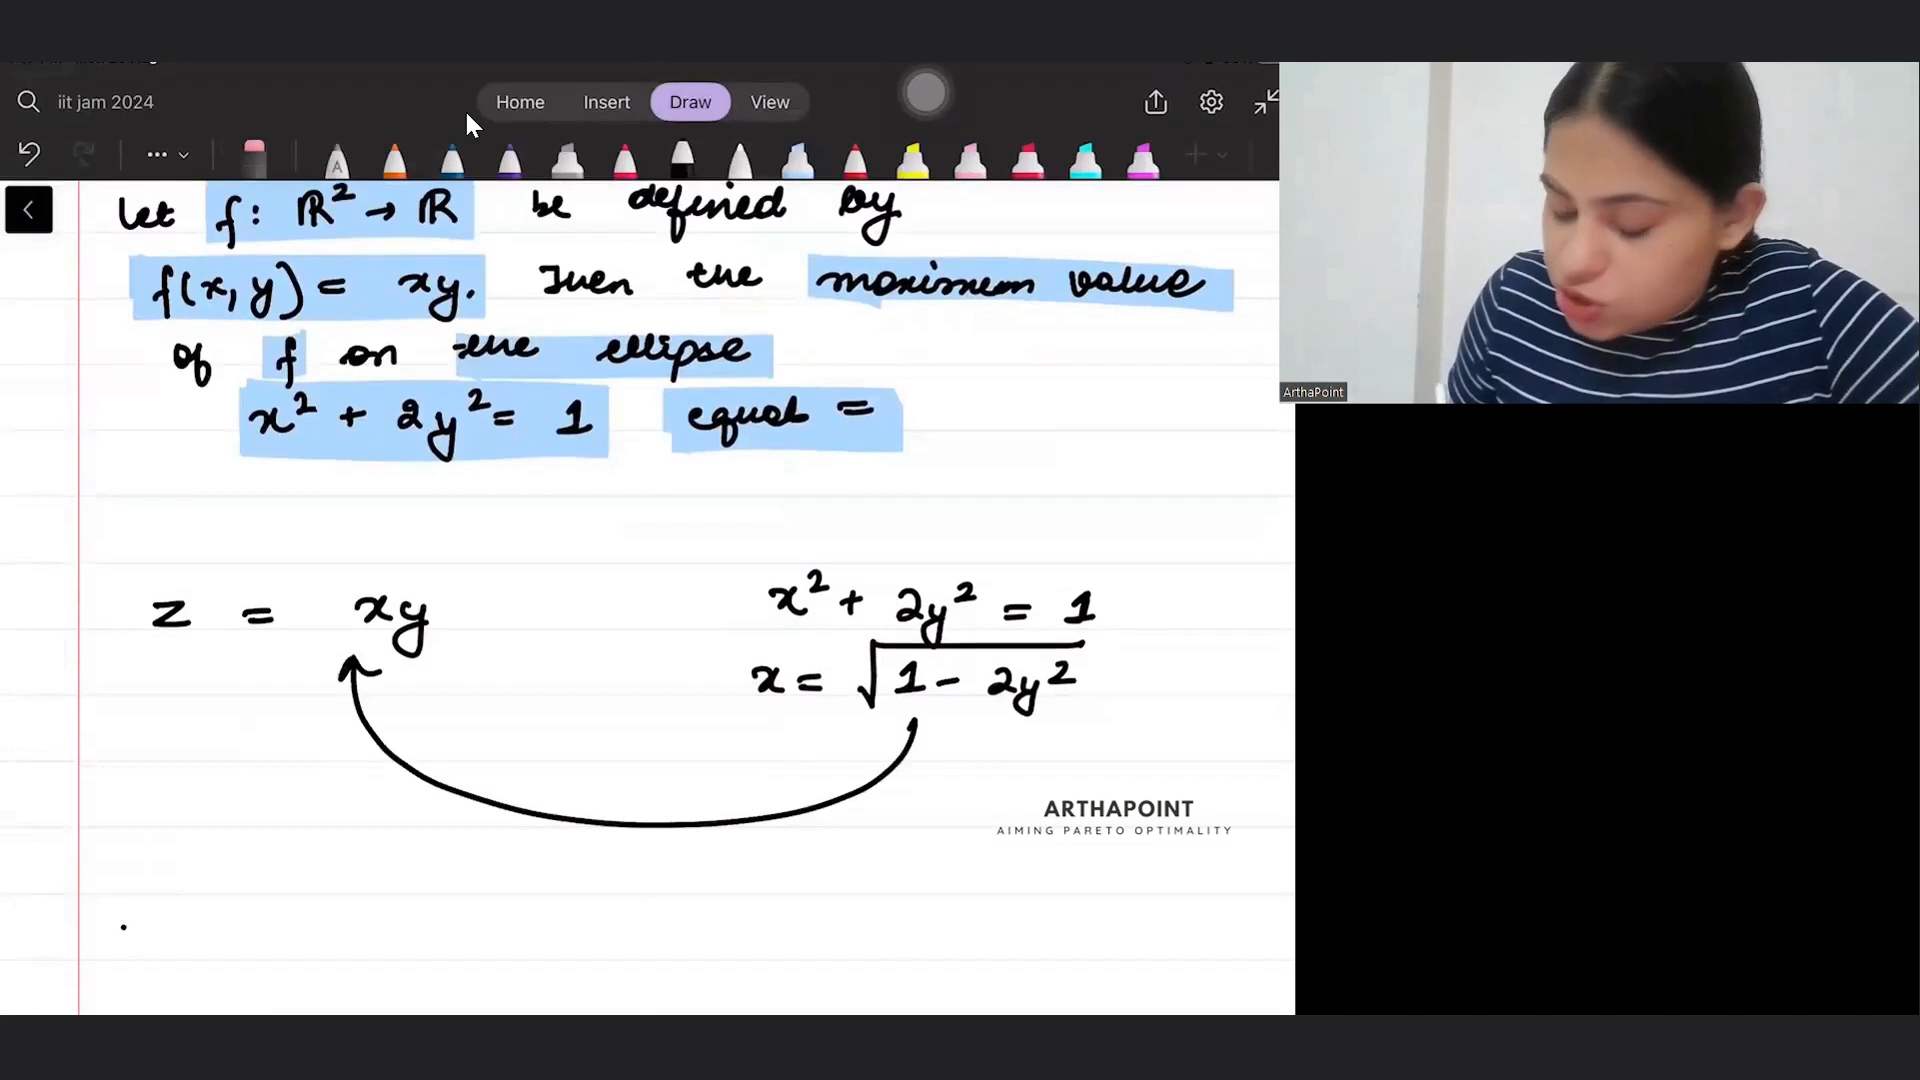 iit jam 2024
Home Insert Draw View
A
let f: ℝ² → ℝ be defined by
f(x, y) = xy. Then the maximum value
of f on the ellipse
x² + 2y² = 1 equal =
z = xy
x² + 2y² = 1
x = √(1 - 2y²)
ARTHAPOINT
AIMING PARETO OPTIMALITY
ArthaPoint